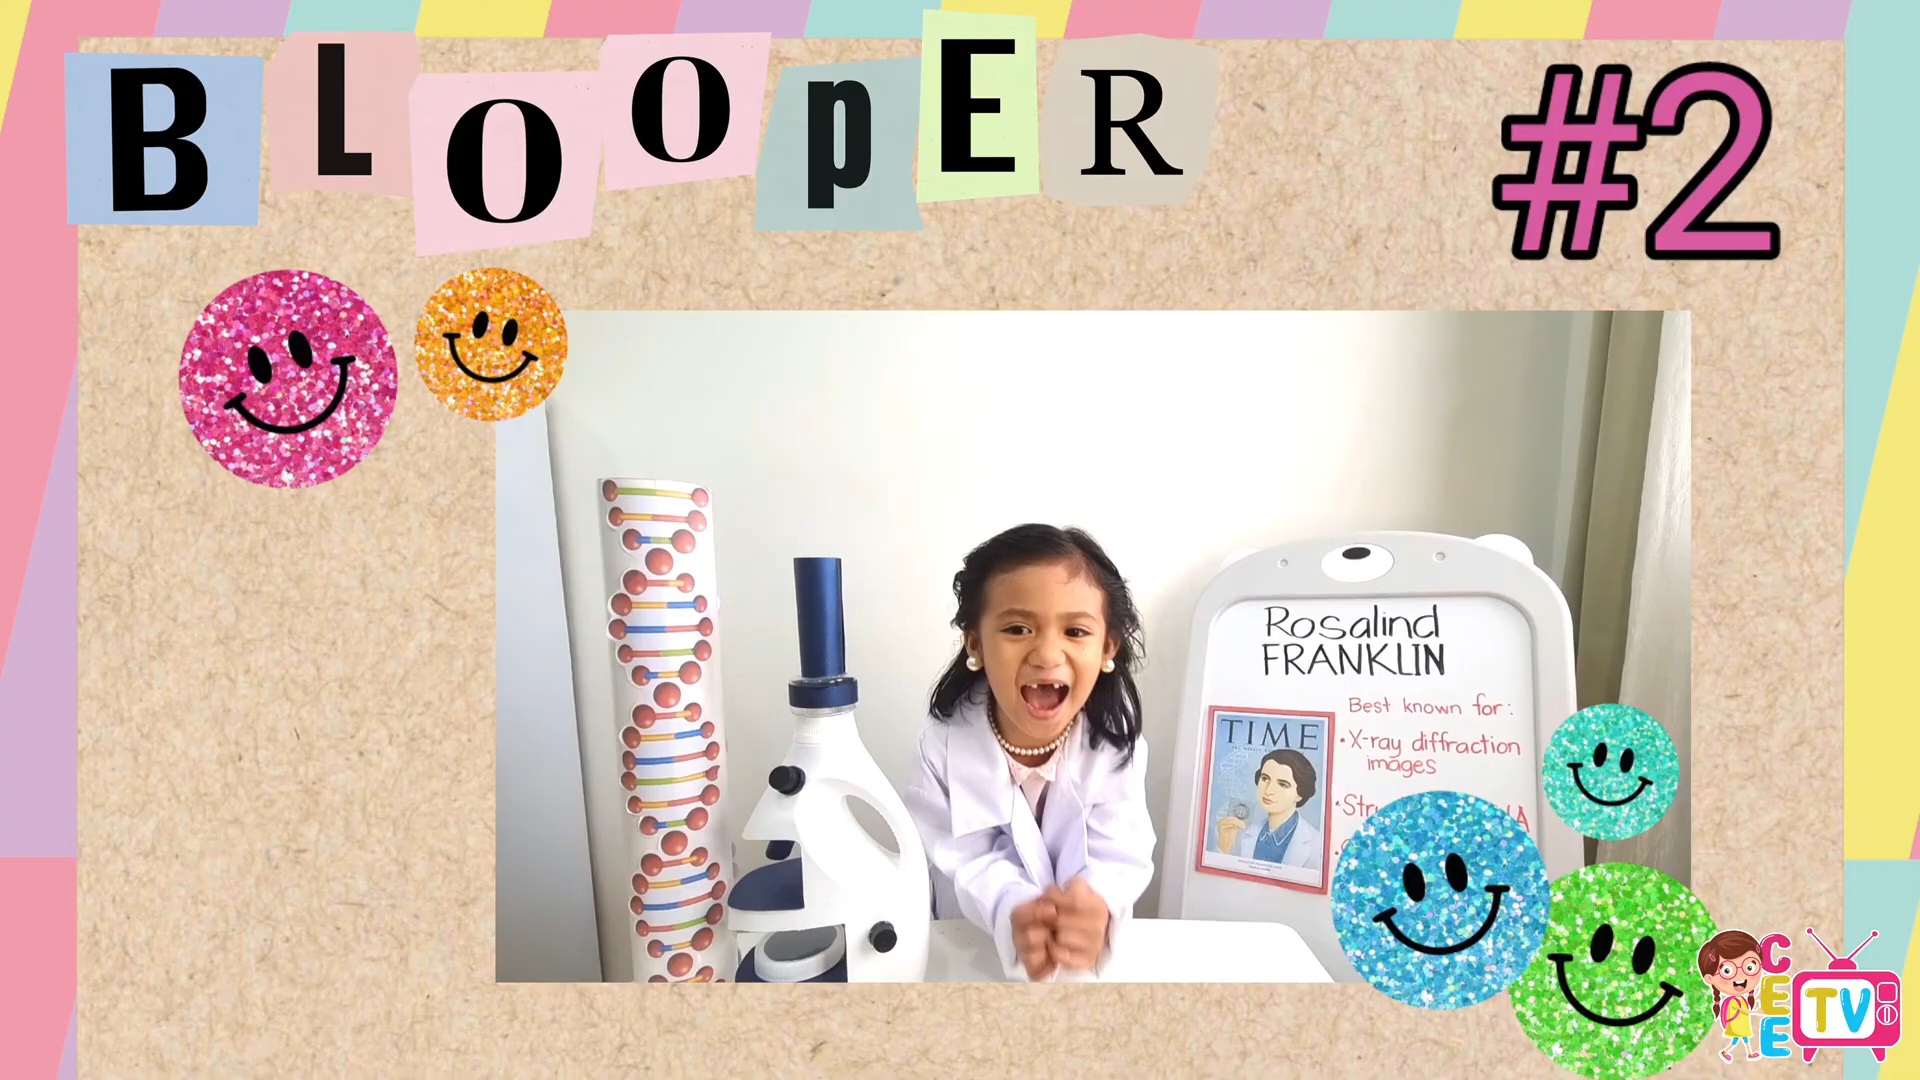 BLOOpER
#2
Rosalind
FRANKLIN
Best known for:
• X-ray diffraction
images
TIME
CEE
TV